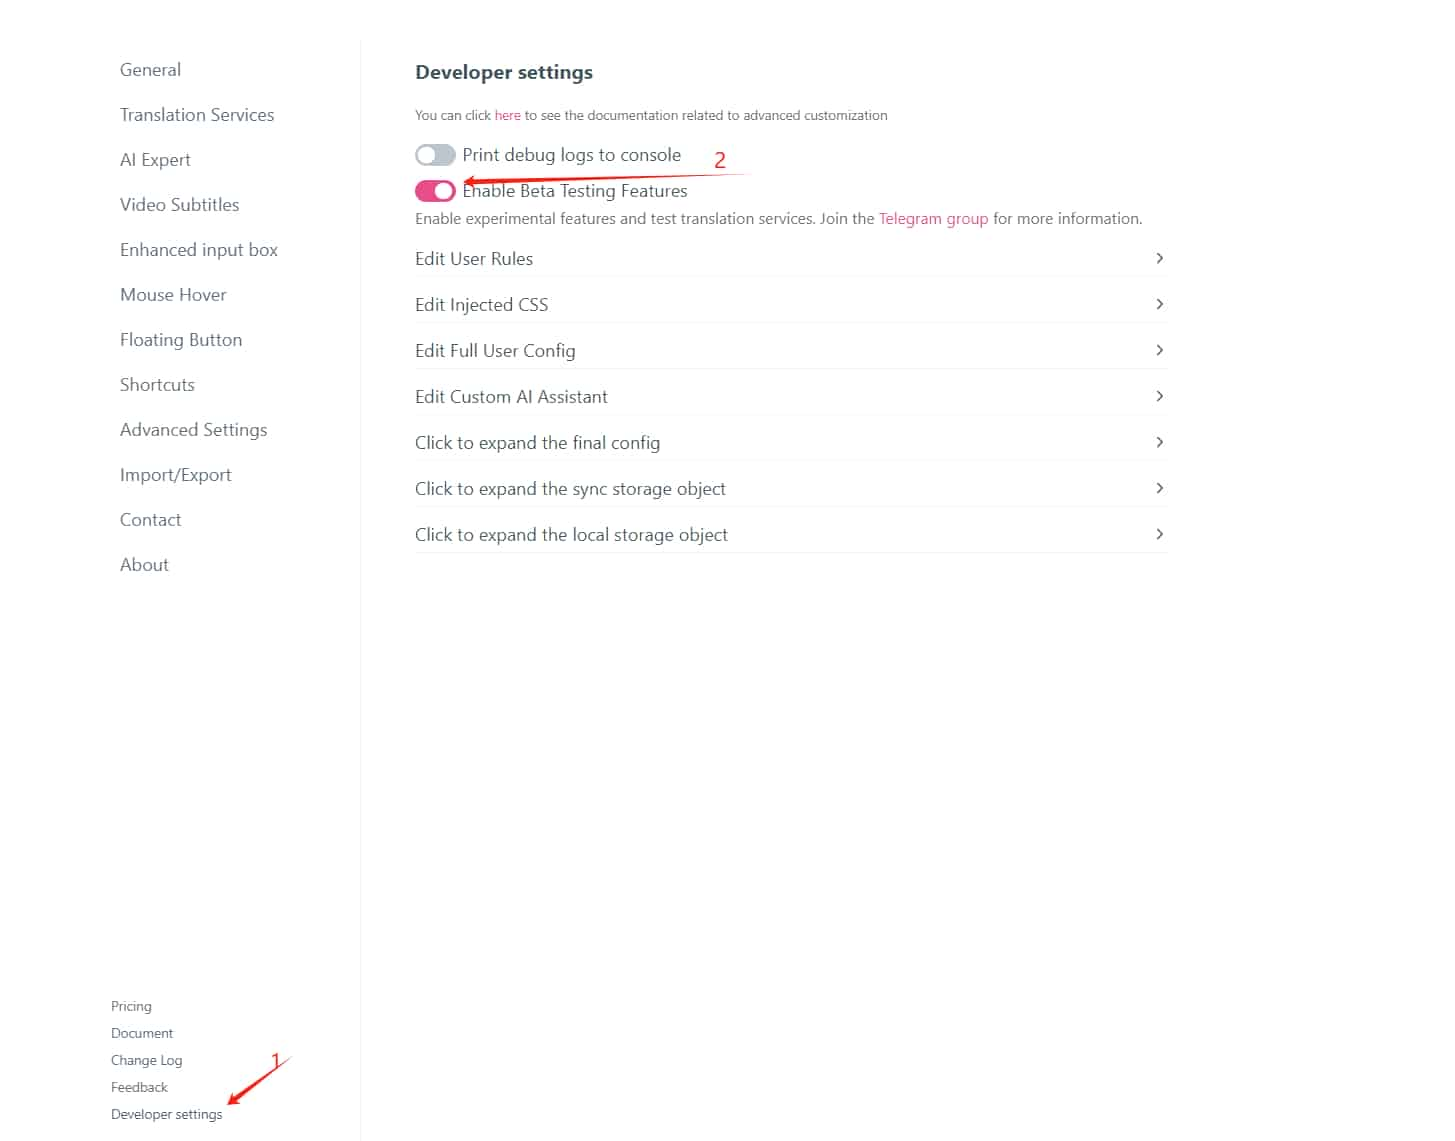 General
Translation Services
AI Expert
Video Subtitles
Enhanced input box
Mouse Hover
Floating Button
Shortcuts
Advanced Settings
Import/Export
Contact
About
Pricing
Document
Change Log
Feedback
Developer settings
1
Developer settings
You can click here to see the documentation related to advanced customization
Print debug logs to console
2
Enable Beta Testing Features
Enable experimental features and test translation services. Join the Telegram group for more information.
Edit User Rules
Edit Injected CSS
Edit Full User Config
Edit Custom AI Assistant
Click to expand the final config
Click to expand the sync storage object
Click to expand the local storage object